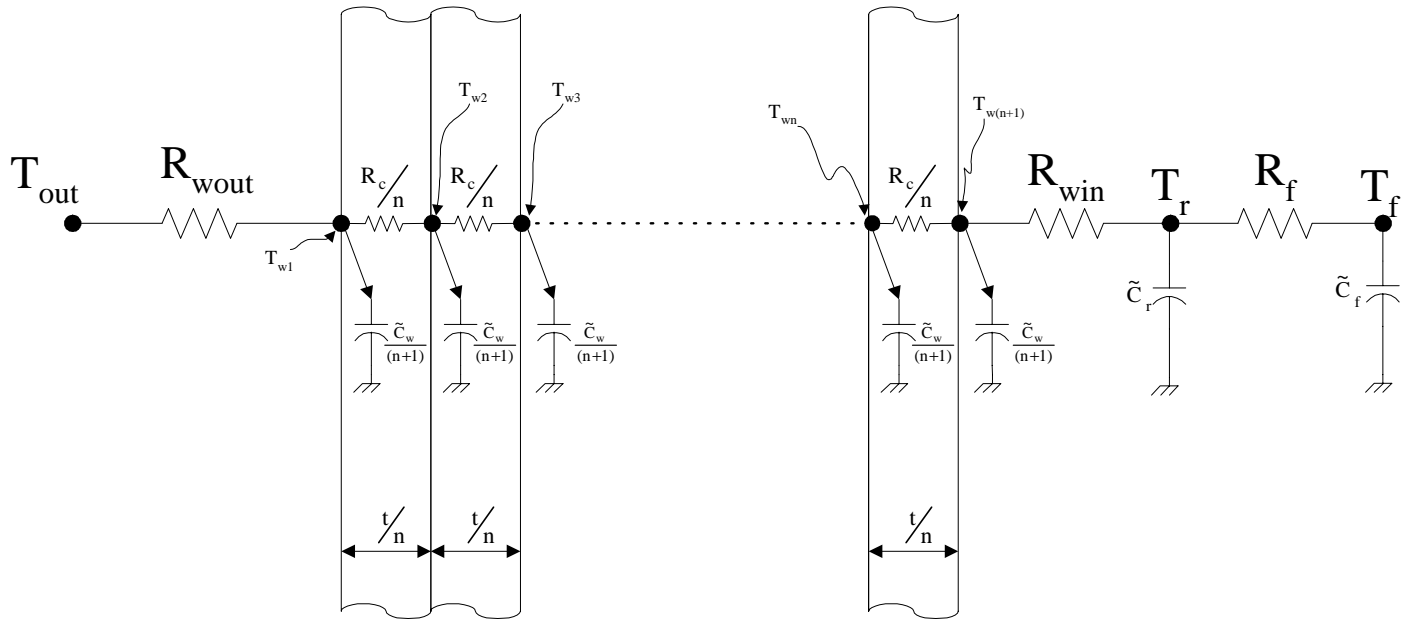 T_out
R_wout
T_w1
R_c/n
T_w2
R_c/n
T_w3
T_wn
R_c/n
T_w(n+1)
R_win
T_r
R_f
T_f
C̃_w/(n+1)
C̃_w/(n+1)
C̃_w/(n+1)
C̃_w/(n+1)
C̃_w/(n+1)
C̃_r
C̃_f
t/n
t/n
t/n